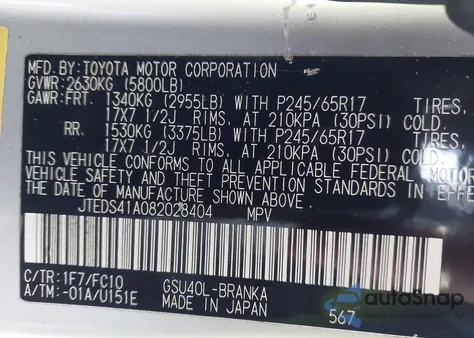 MFD.BY:TOYOTA MOTOR CORPORATION
GVWR:2630KG (5800LB)
GAWR:FRT. 1340KG (2955LB) WITH P245/65R17 TIRES,
17X7 1/2J RIMS, AT 210KPA (30PSI) COLD.
RR. 1530KG (3375LB) WITH P245/65R17 TIRES,
17X7 1/2J RIMS, AT 210KPA (30PSI) COLD.
THIS VEHICLE CONFORMS TO ALL APPLICABLE FEDERAL MOTOR
VEHICLE SAFETY AND THEFT PREVENTION STANDARDS IN EFFE
THE DATE OF MANUFACTURE SHOWN ABOVE.
JTEDS41A082028404 MPV
C/TR:1F7/FC10 GSU40L-BRANKA
A/TM:-01A/U151E MADE IN JAPAN 567
autoSnap